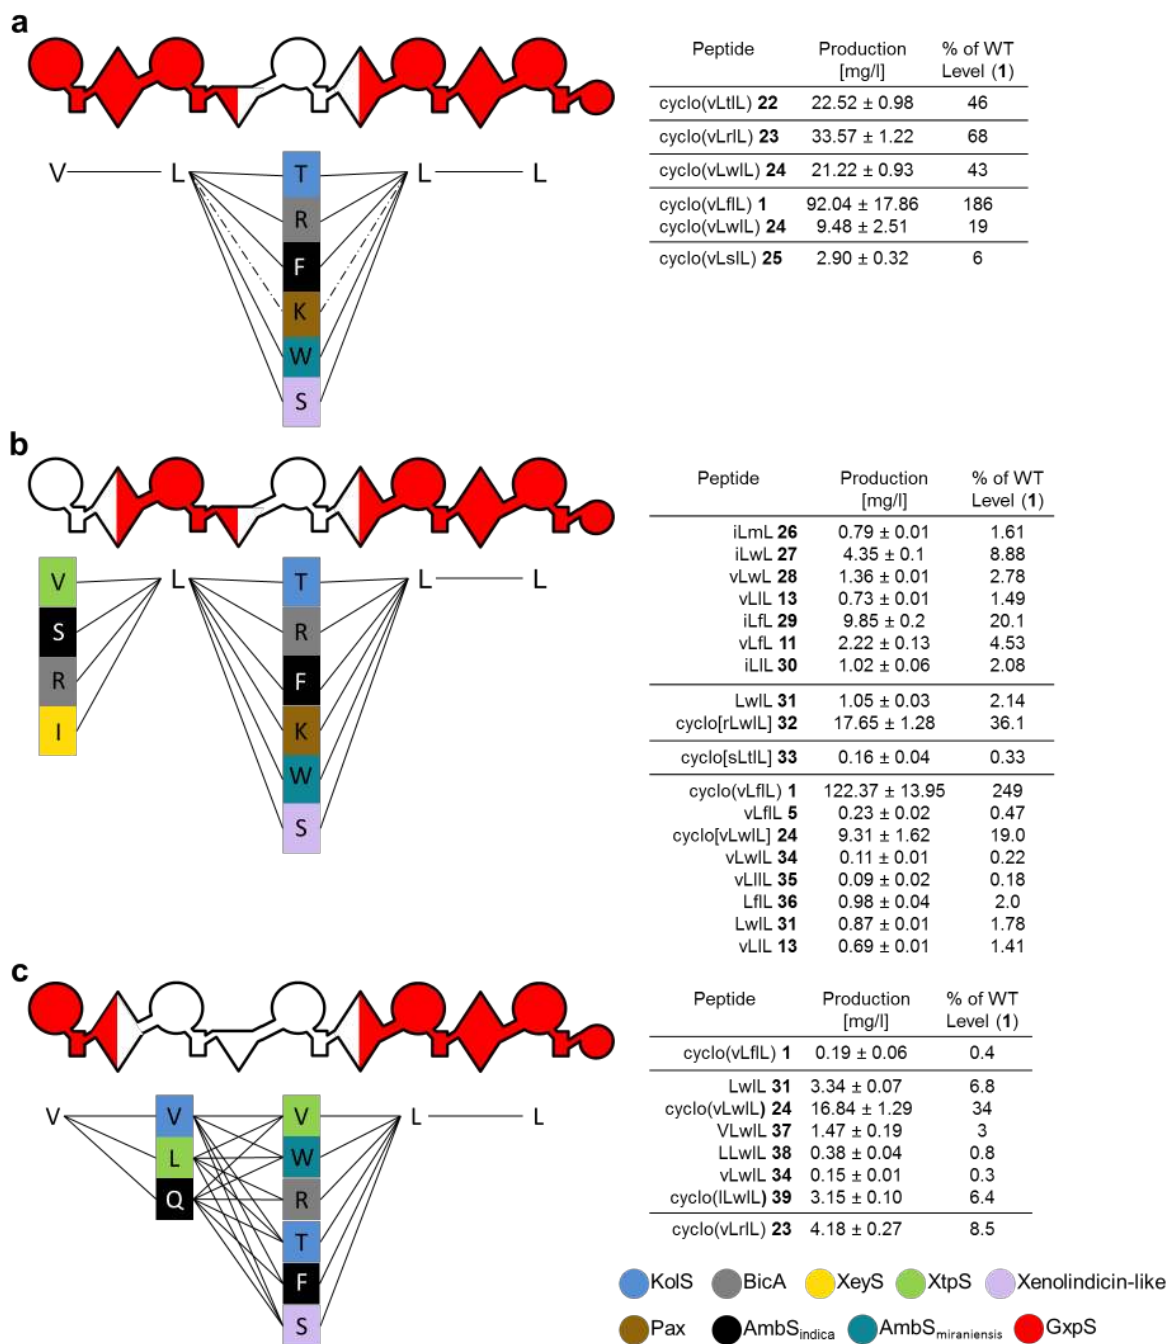 a
Peptide Production [mg/l] % of WT Level (1)
cyclo(vLtlL) 22 22.52 ± 0.98 46
cyclo(vLrlL) 23 33.57 ± 1.22 68
cyclo(vLwlL) 24 21.22 ± 0.93 43
cyclo(vLflL) 1 92.04 ± 17.86 186
cyclo(vLwlL) 24 9.48 ± 2.51 19
cyclo(vLslL) 25 2.90 ± 0.32 6
V L T L L
R
F
K
W
S
b
Peptide Production [mg/l] % of WT Level (1)
iLmL 26 0.79 ± 0.01 1.61
iLwL 27 4.35 ± 0.1 8.88
vLwL 28 1.36 ± 0.01 2.78
vLlL 13 0.73 ± 0.01 1.49
iLfL 29 9.85 ± 0.2 20.1
vLfL 11 2.22 ± 0.13 4.53
iLlL 30 1.02 ± 0.06 2.08
LwlL 31 1.05 ± 0.03 2.14
cyclo[rLwlL] 32 17.65 ± 1.28 36.1
cyclo[sLtlL] 33 0.16 ± 0.04 0.33
cyclo(vLflL) 1 122.37 ± 13.95 249
vLflL 5 0.23 ± 0.02 0.47
cyclo[vLwlL] 24 9.31 ± 1.62 19.0
vLwlL 34 0.11 ± 0.01 0.22
vLllL 35 0.09 ± 0.02 0.18
LflL 36 0.98 ± 0.04 2.0
LwlL 31 0.87 ± 0.01 1.78
vLlL 13 0.69 ± 0.01 1.41
V L T L L
S R
R F
I K
W
S
c
Peptide Production [mg/l] % of WT Level (1)
cyclo(vLflL) 1 0.19 ± 0.06 0.4
LwlL 31 3.34 ± 0.07 6.8
cyclo(vLwlL) 24 16.84 ± 1.29 34
VLwlL 37 1.47 ± 0.19 3
LLwlL 38 0.38 ± 0.04 0.8
vLwlL 34 0.15 ± 0.01 0.3
cyclo(lLwlL) 39 3.15 ± 0.10 6.4
cyclo(vLrlL) 23 4.18 ± 0.27 8.5
V V V L L
L W
Q R
T
F
S
KolS BicA XeyS XtpS Xenolindicin-like
Pax AmbSindica AmbSmiraniensis GxpS